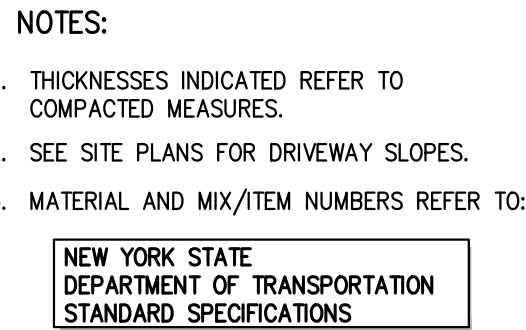 NOTES:
. THICKNESSES INDICATED REFER TO
COMPACTED MEASURES.
. SEE SITE PLANS FOR DRIVEWAY SLOPES.
. MATERIAL AND MIX/ITEM NUMBERS REFER TO:
NEW YORK STATE
DEPARTMENT OF TRANSPORTATION
STANDARD SPECIFICATIONS